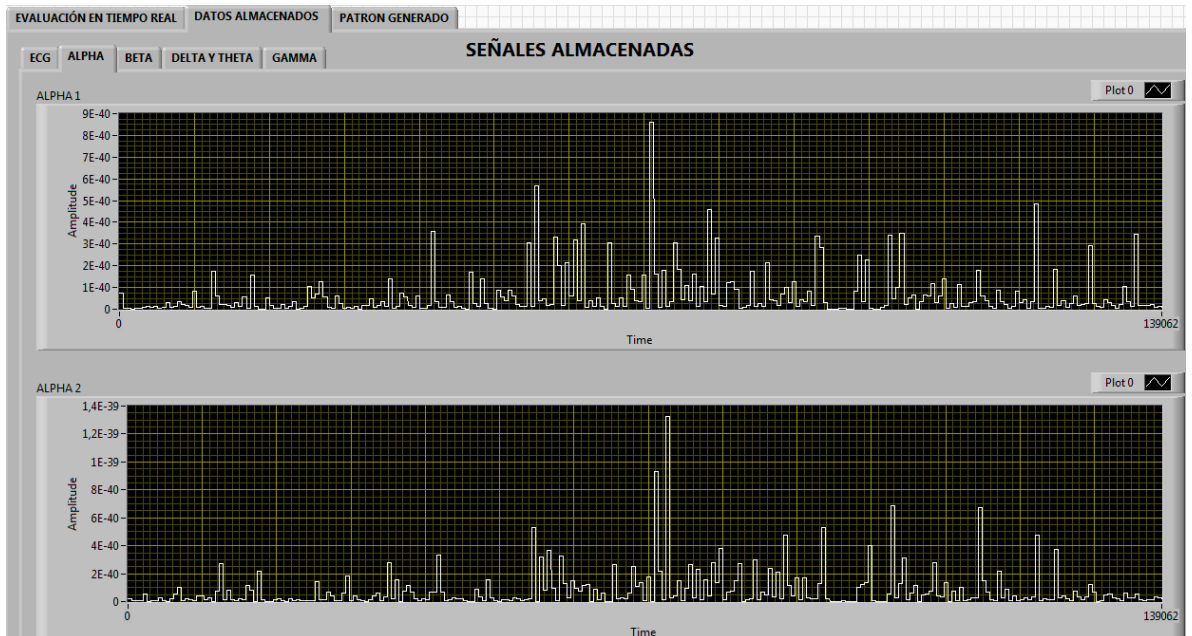 EVALUACIÓN EN TIEMPO REAL DATOS ALMACENADOS PATRON GENERADO
SEÑALES ALMACENADAS
ECG ALPHA BETA DELTA Y THETA GAMMA
Plot 0
ALPHA 1
9E-40
8E-40
7E-40
6E-40
5E-40
4E-40
3E-40
2E-40
1E-40
0
Amplitude
0 139062
Time
Plot 0
ALPHA 2
1,4E-39
1,2E-39
1E-39
8E-40
6E-40
4E-40
2E-40
0
Amplitude
0 139062
Time